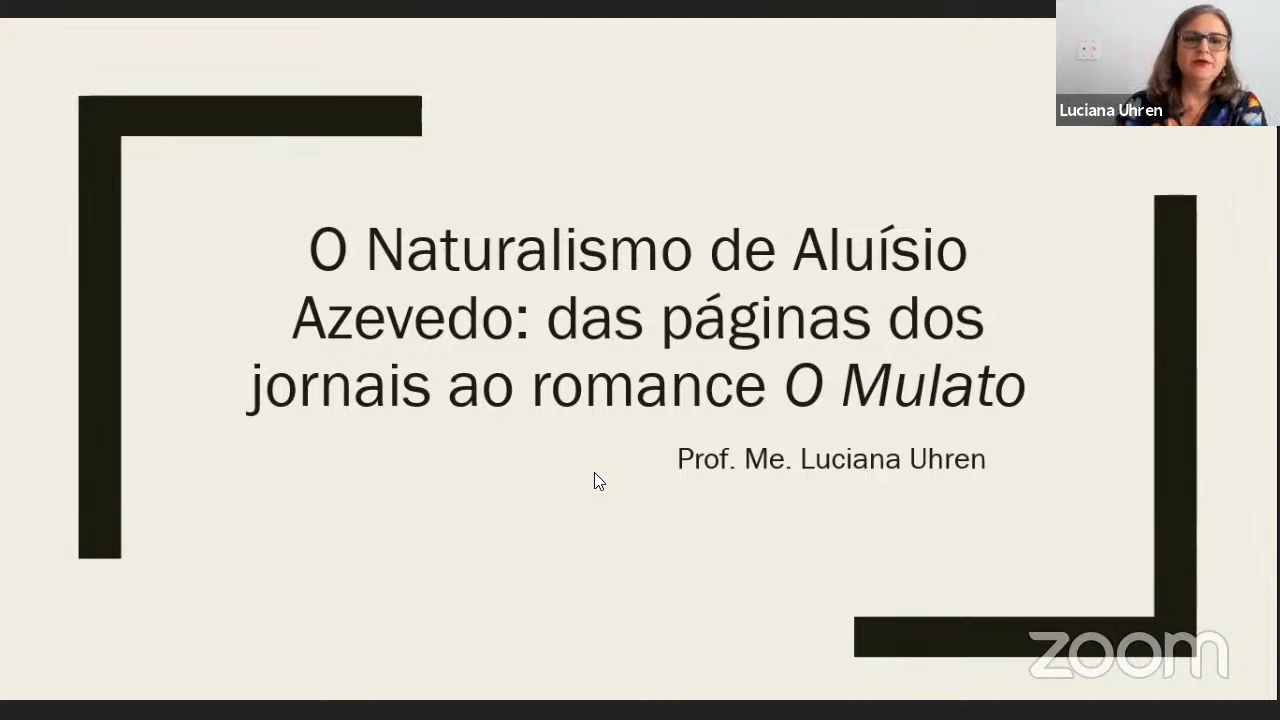 Luciana Uhren
O Naturalismo de Aluísio
Azevedo: das páginas dos
jornais ao romance O Mulato
Prof. Me. Luciana Uhren
zoom